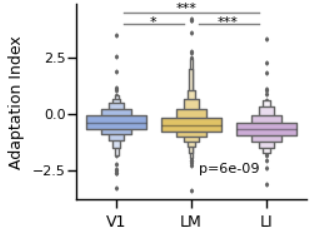 ***
* ***
Adaptation Index
2.5
0.0
−2.5
p=6e-09
V1 LM LI